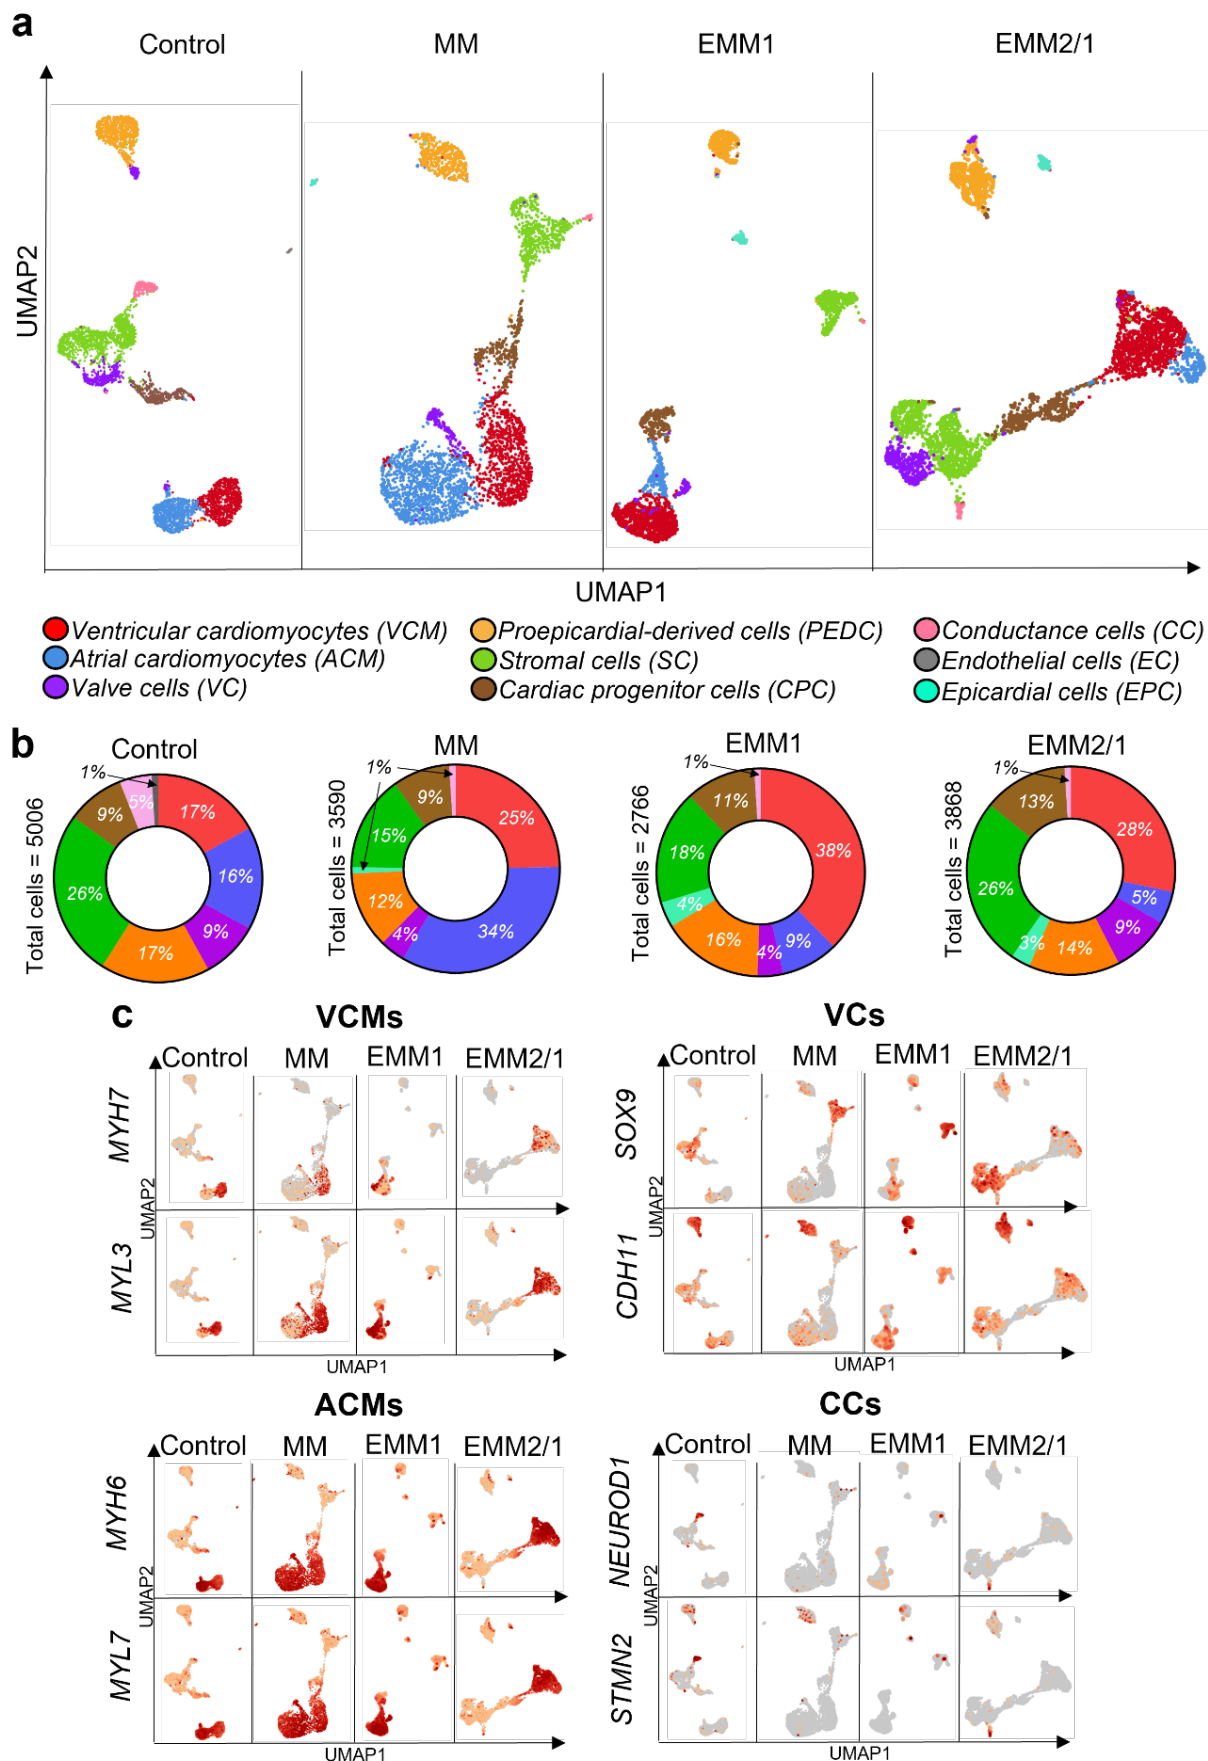 a
Control MM EMM1 EMM2/1
UMAP2
UMAP1
Ventricular cardiomyocytes (VCM) Proepicardial-derived cells (PEDC) Conductance cells (CC)
Atrial cardiomyocytes (ACM) Stromal cells (SC) Endothelial cells (EC)
Valve cells (VC) Cardiac progenitor cells (CPC) Epicardial cells (EPC)
b
Control
Total cells = 5006
1%
17%
16%
9%
17%
26%
9%
5%
MM
Total cells = 3590
1%
25%
34%
4%
12%
15%
9%
EMM1
Total cells = 2766
1%
38%
9%
4%
16%
4%
18%
11%
EMM2/1
Total cells = 3868
1%
28%
5%
9%
14%
3%
26%
13%
c
VCMs
Control MM EMM1 EMM2/1
MYH7
MYL3
UMAP2
UMAP1
VCs
Control MM EMM1 EMM2/1
SOX9
CDH11
UMAP2
UMAP1
ACMs
Control MM EMM1 EMM2/1
MYH6
MYL7
UMAP2
UMAP1
CCs
Control MM EMM1 EMM2/1
NEUROD1
STMN2
UMAP2
UMAP1